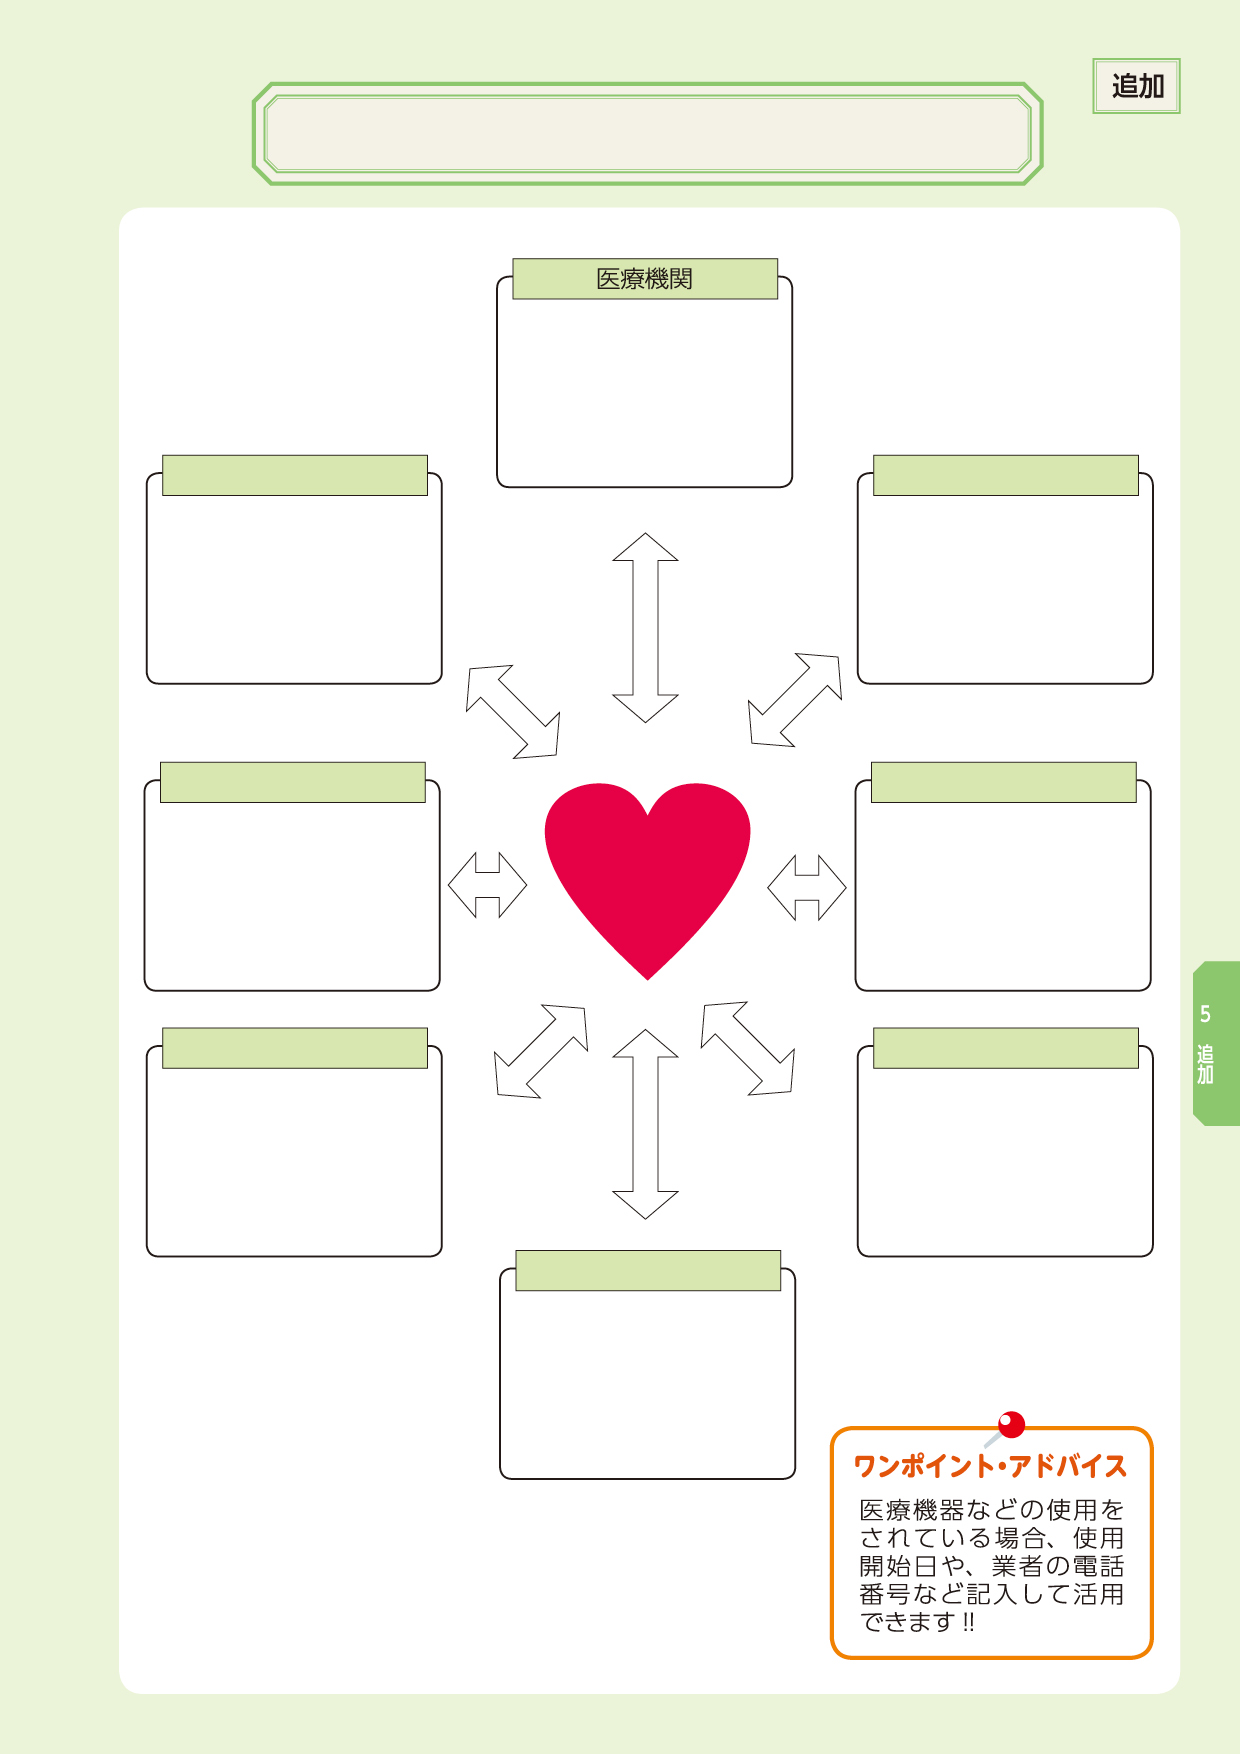 追加
医療機関
5 追加
ワンポイント・アドバイス
医療機器などの使用を
されている場合、使用
開始日や、業者の電話
番号など記入して活用
できます!!